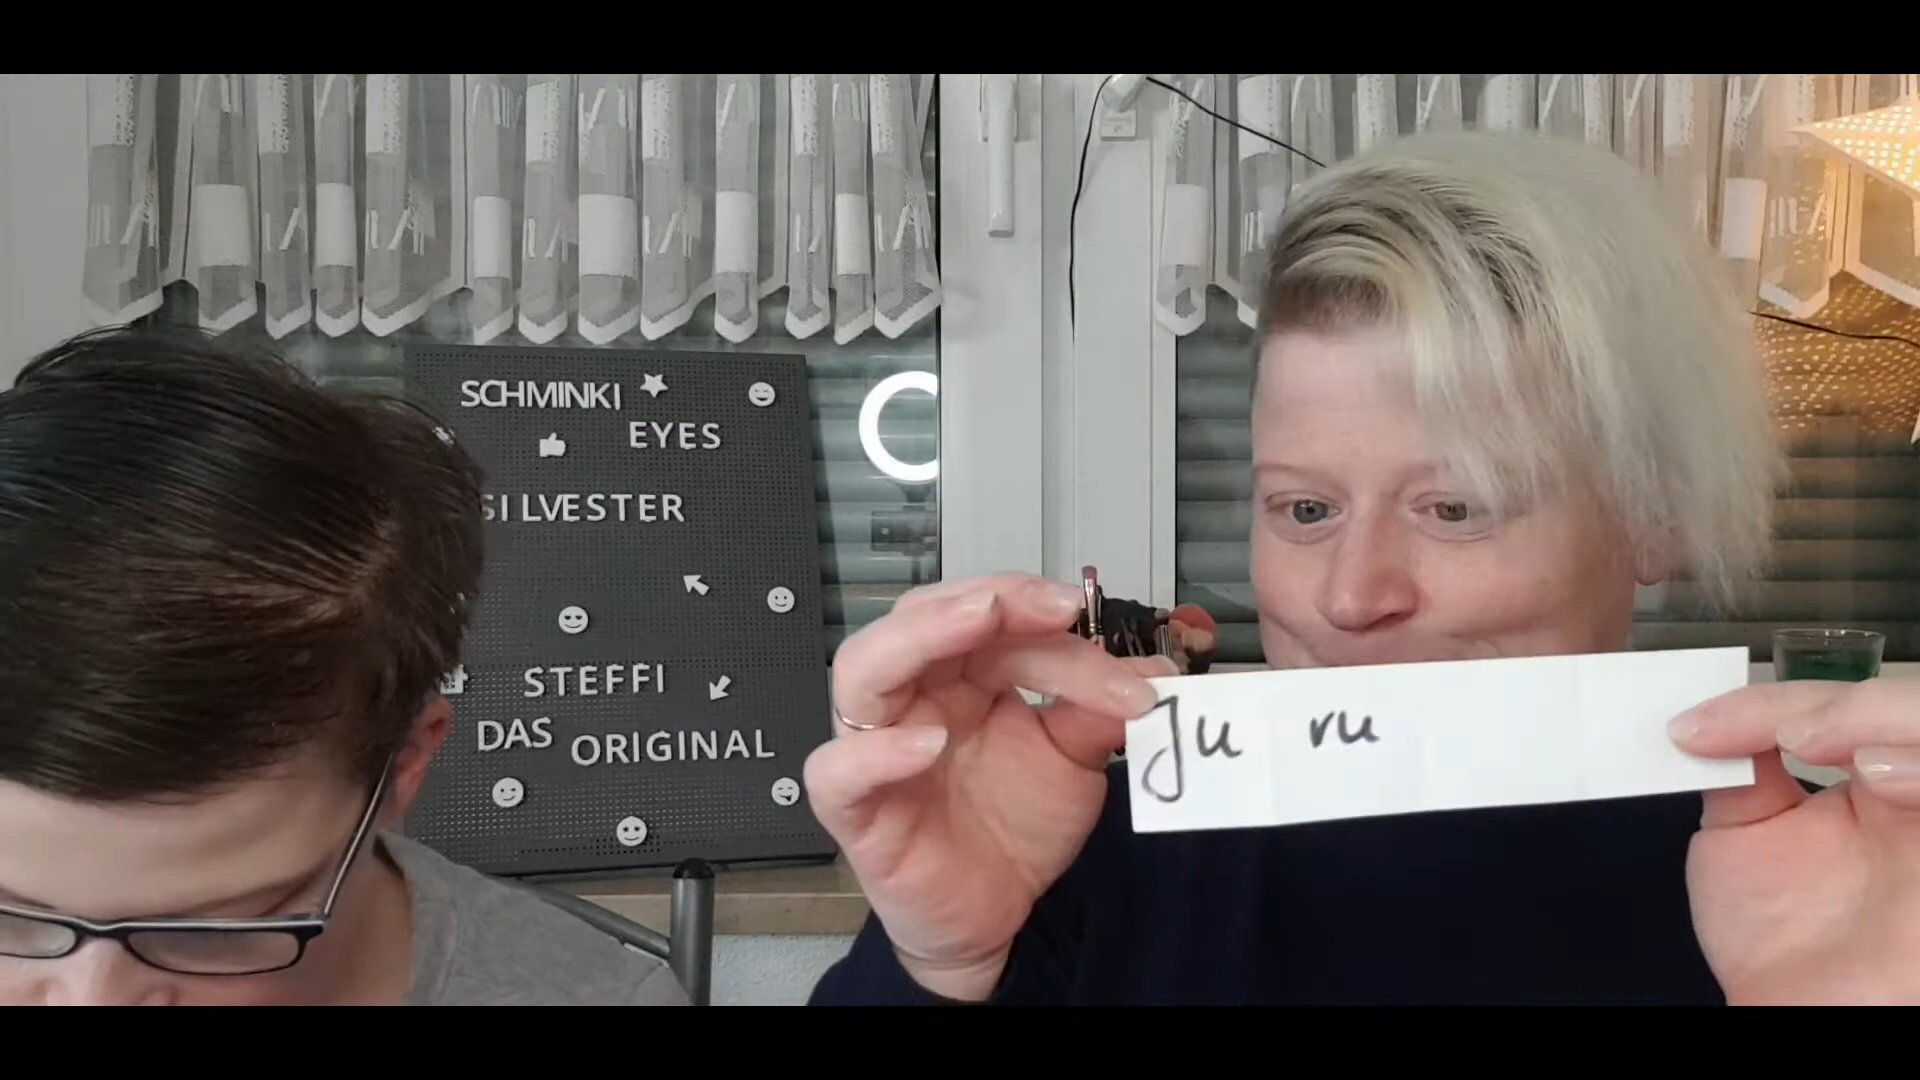 SCHMINKI
EYES
SILVESTER
STEFFI
DAS ORIGINAL
Ju ru